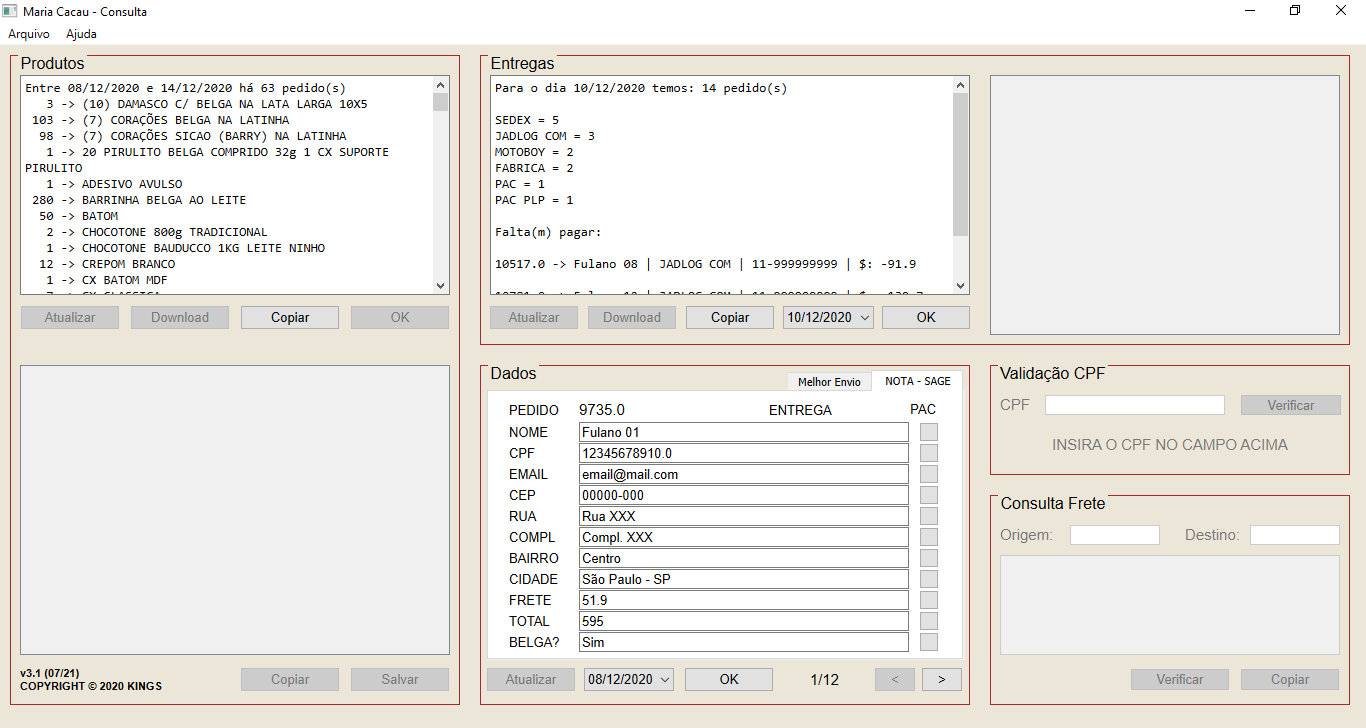 Maria Cacau - Consulta
Arquivo Ajuda
Produtos
Entre 08/12/2020 e 14/12/2020 há 63 pedido(s)
3 -> (10) DAMASCO C/ BELGA NA LATA LARGA 10X5
103 -> (7) CORAÇÕES BELGA NA LATINHA
98 -> (7) CORAÇÕES SICAO (BARRY) NA LATINHA
1 -> 20 PIRULITO BELGA COMPRIDO 32g 1 CX SUPORTE
PIRULITO
1 -> ADESIVO AVULSO
280 -> BARRINHA BELGA AO LEITE
50 -> BATOM
2 -> CHOCOTONE 800g TRADICIONAL
1 -> CHOCOTONE BAUDUCCO 1KG LEITE NINHO
12 -> CREPOM BRANCO
1 -> CX BATOM MDF
Atualizar Download Copiar OK
v3.1 (07/21)
COPYRIGHT © 2020 KINGS
Copiar Salvar
Entregas
Para o dia 10/12/2020 temos: 14 pedido(s)
SEDEX = 5
JADLOG COM = 3
MOTOBOY = 2
FABRICA = 2
PAC = 1
PAC PLP = 1
Falta(m) pagar:
10517.0 -> Fulano 08 | JADLOG COM | 11-999999999 | $: -91.9
Atualizar Download Copiar 10/12/2020 OK
Dados
Melhor Envio NOTA - SAGE
PEDIDO 9735.0 ENTREGA PAC
NOME Fulano 01
CPF 12345678910.0
EMAIL email@mail.com
CEP 00000-000
RUA Rua XXX
COMPL Compl. XXX
BAIRRO Centro
CIDADE São Paulo - SP
FRETE 51.9
TOTAL 595
BELGA? Sim
Atualizar 08/12/2020 OK 1/12 < >
Validação CPF
CPF Verificar
INSIRA O CPF NO CAMPO ACIMA
Consulta Frete
Origem: Destino:
Verificar Copiar